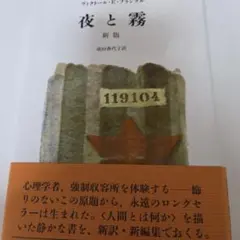 ヴィクトール・E・フランクル
夜と霧
新版
池田香代子訳
119104
心理学者、強制収容所を体験する――飾
りのないこの原題から、永遠のロングセ
ラーは生まれた。〈人間とは何か〉を描
いた静かな書を、新訳・新編集でおくる。